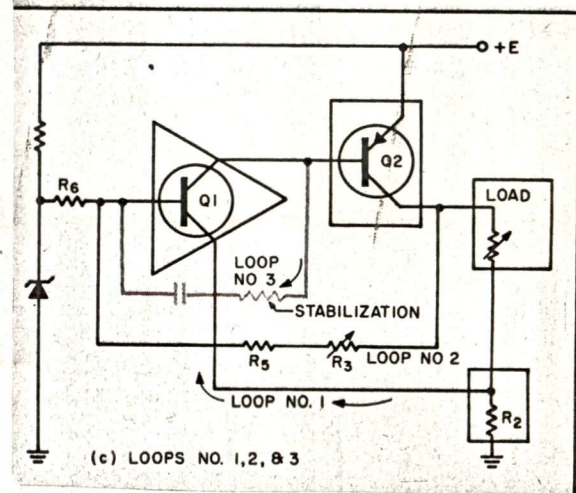 +E
Q2
R6
Q1
LOAD
LOOP
NO 3
STABILIZATION
R5
R3
LOOP NO 2
LOOP NO. 1
R2
(c) LOOPS NO. 1,2, & 3